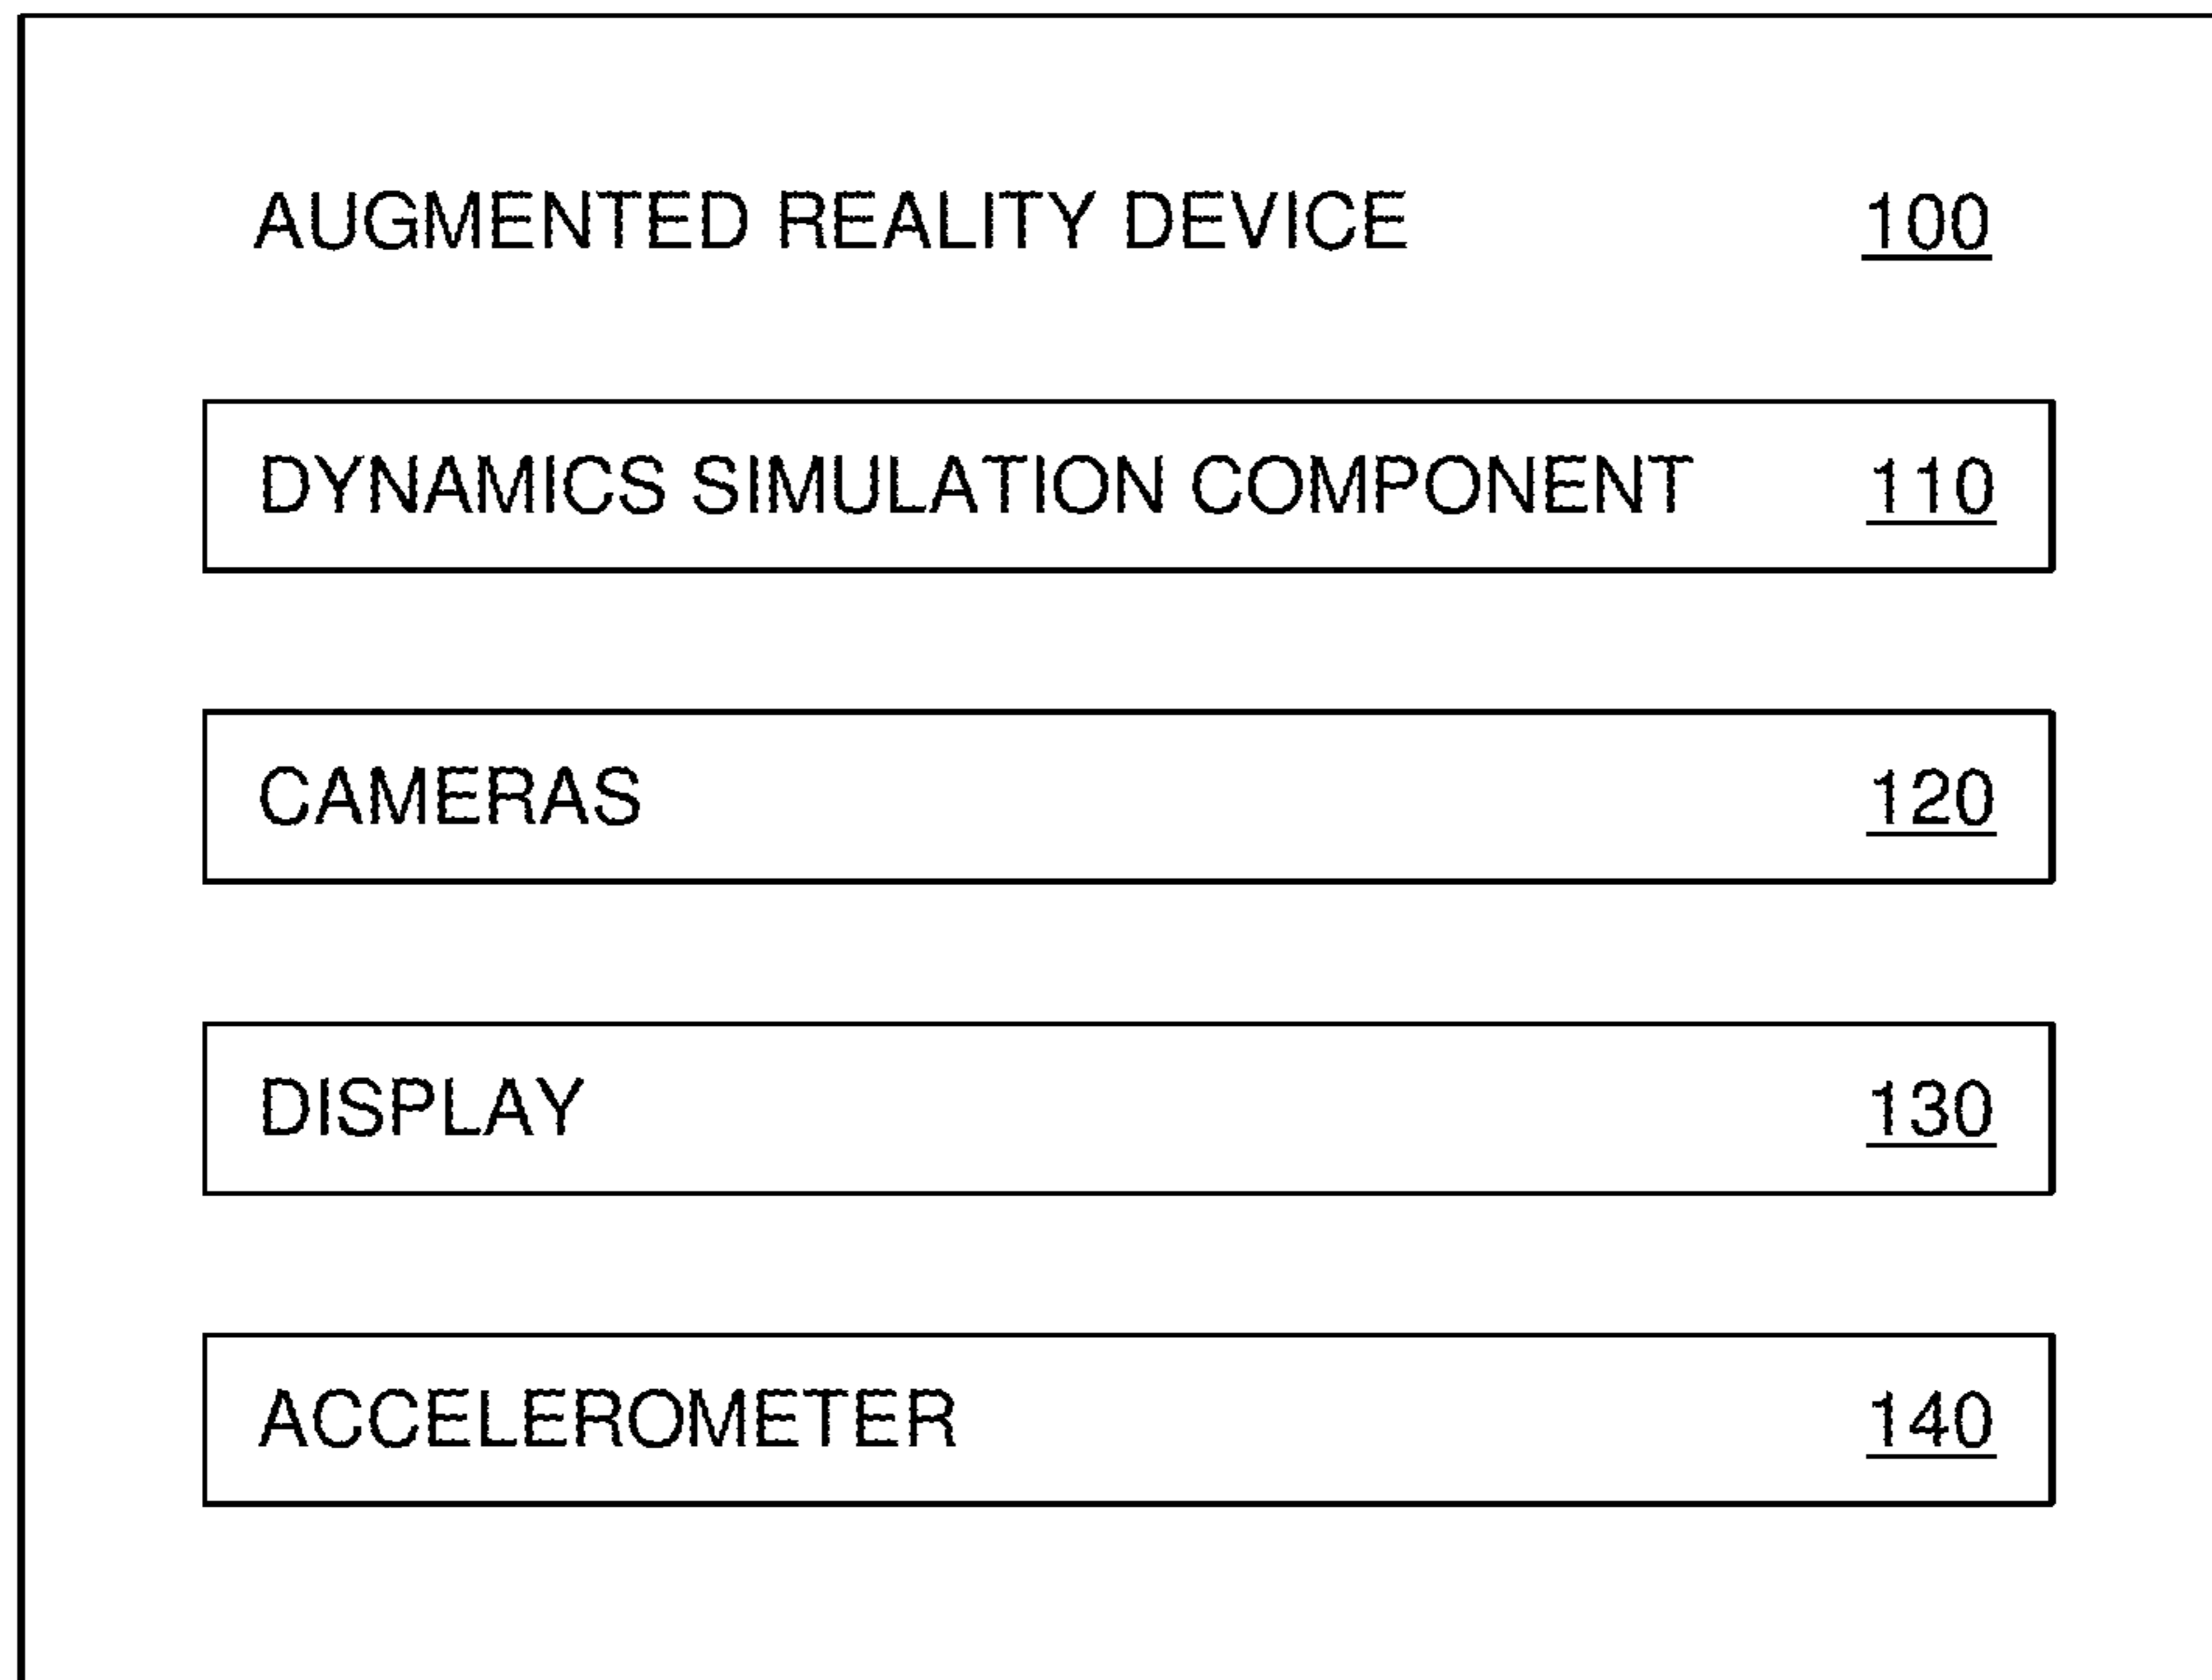 AUGMENTED REALITY DEVICE 100
DYNAMICS SIMULATION COMPONENT 110
CAMERAS 120
DISPLAY 130
ACCELEROMETER 140